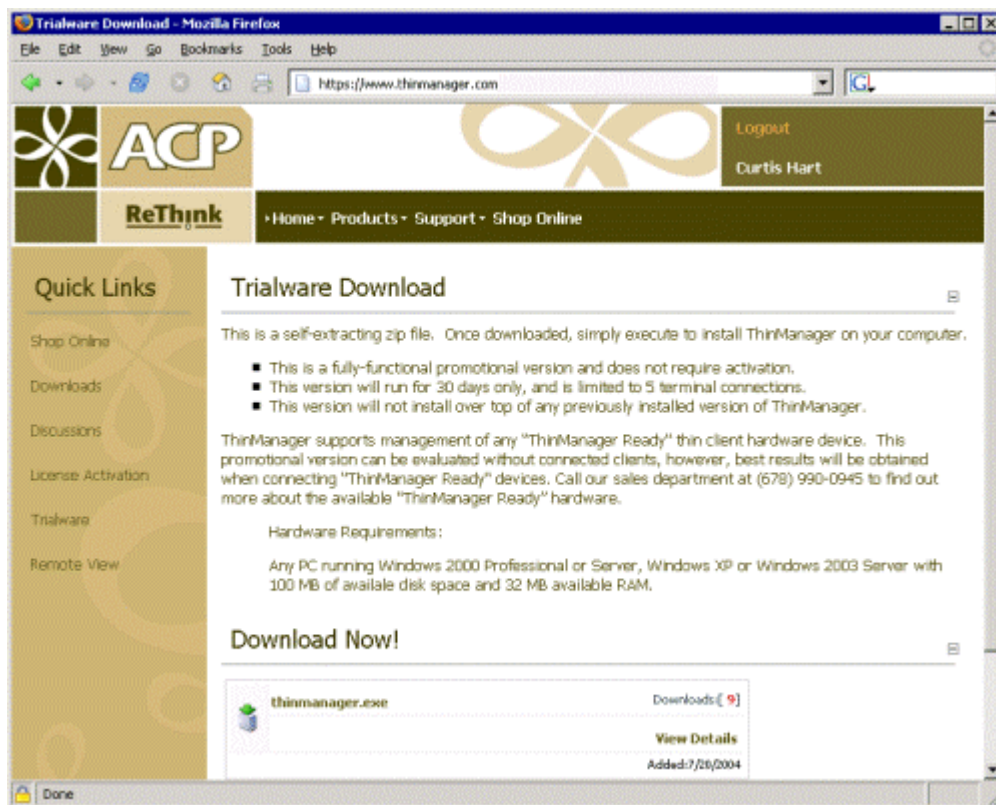 Trialware Download - Mozilla Firefox
File Edit View Go Bookmarks Tools Help
https://www.thinmanager.com
G
ACP
Logout
Curtis Hart
ReThink
Home Products Support Shop Online
Quick Links
Shop Online
Downloads
Discussions
License Activation
Trialware
Remote View
Trialware Download
This is a self-extracting zip file. Once downloaded, simply execute to install ThinManager on your computer.
This is a fully-functional promotional version and does not require activation.
This version will run for 30 days only, and is limited to 5 terminal connections.
This version will not install over top of any previously installed version of ThinManager.
ThinManager supports management of any "ThinManager Ready" thin client hardware device. This
promotional version can be evaluated without connected clients, however, best results will be obtained
when connecting "ThinManager Ready" devices. Call our sales department at (678) 990-0945 to find out
more about the available "ThinManager Ready" hardware.
Hardware Requirements:
Any PC running Windows 2000 Professional or Server, Windows XP or Windows 2003 Server with
100 MB of availale disk space and 32 MB available RAM.
Download Now!
thinmanager.exe
Downloads:[ 9]
View Details
Added:7/20/2004
Done